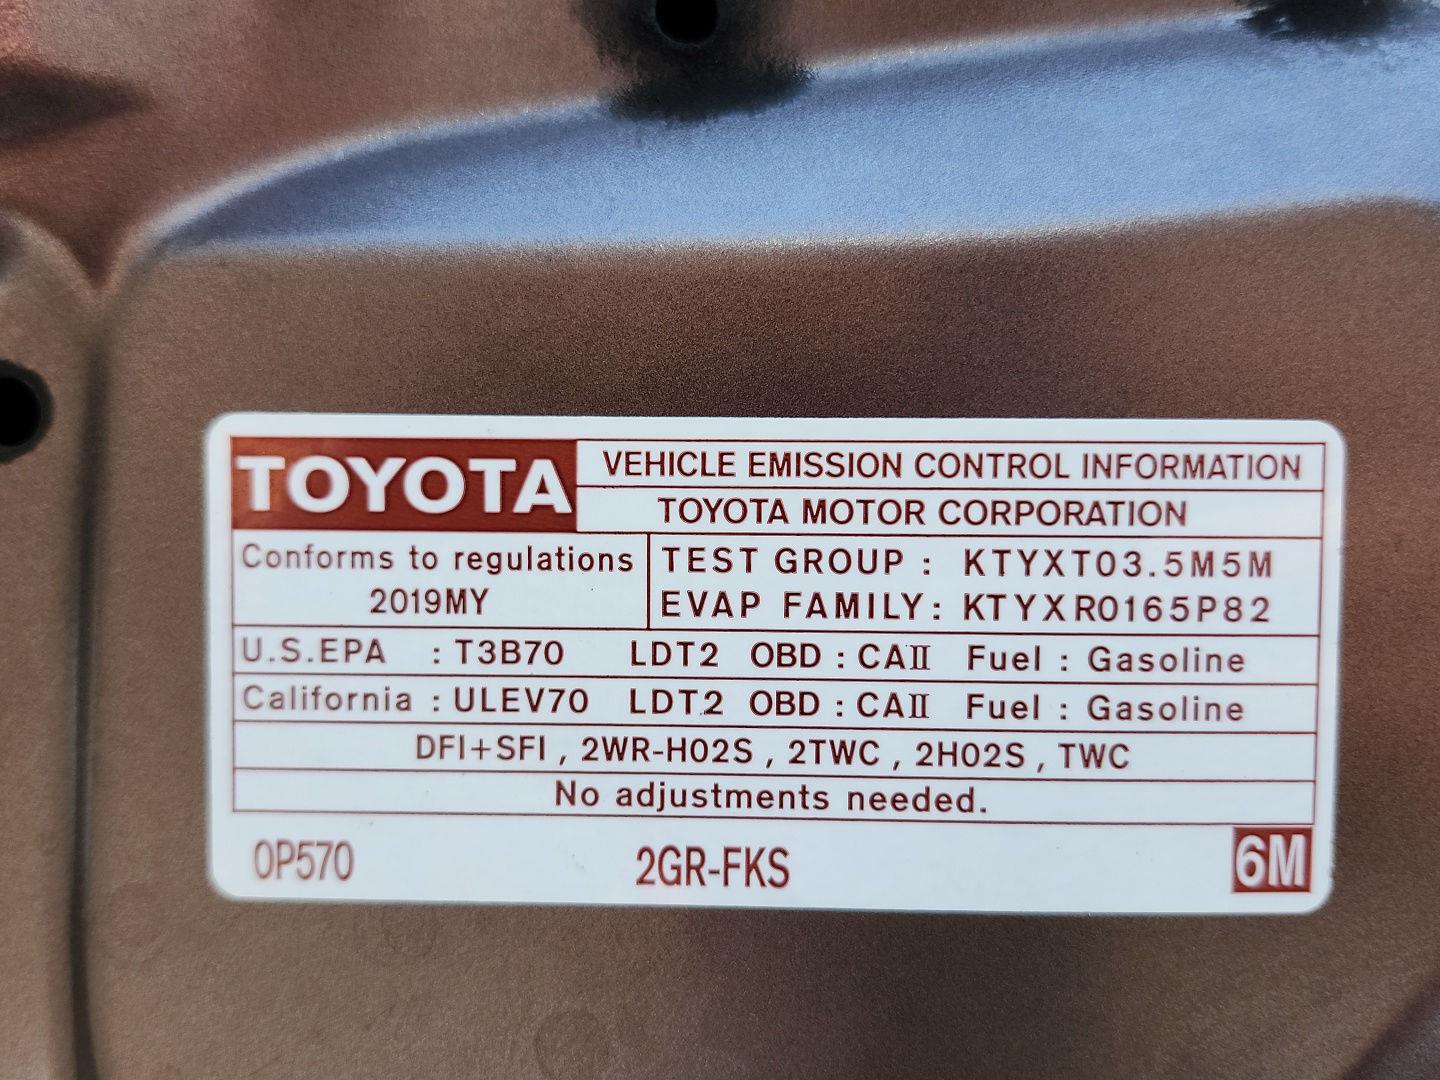 TOYOTA
VEHICLE EMISSION CONTROL INFORMATION
TOYOTA MOTOR CORPORATION
Conforms to regulations
2019MY
TEST GROUP : KTYXT03.5M5M
EVAP FAMILY : KTYXR0165P82
U.S.EPA : T3B70 LDT2 OBD : CAⅡ Fuel : Gasoline
California : ULEV70 LDT2 OBD : CAⅡ Fuel : Gasoline
DFI+SFI , 2WR-HO2S , 2TWC , 2HO2S , TWC
No adjustments needed.
0P570 2GR-FKS 6M